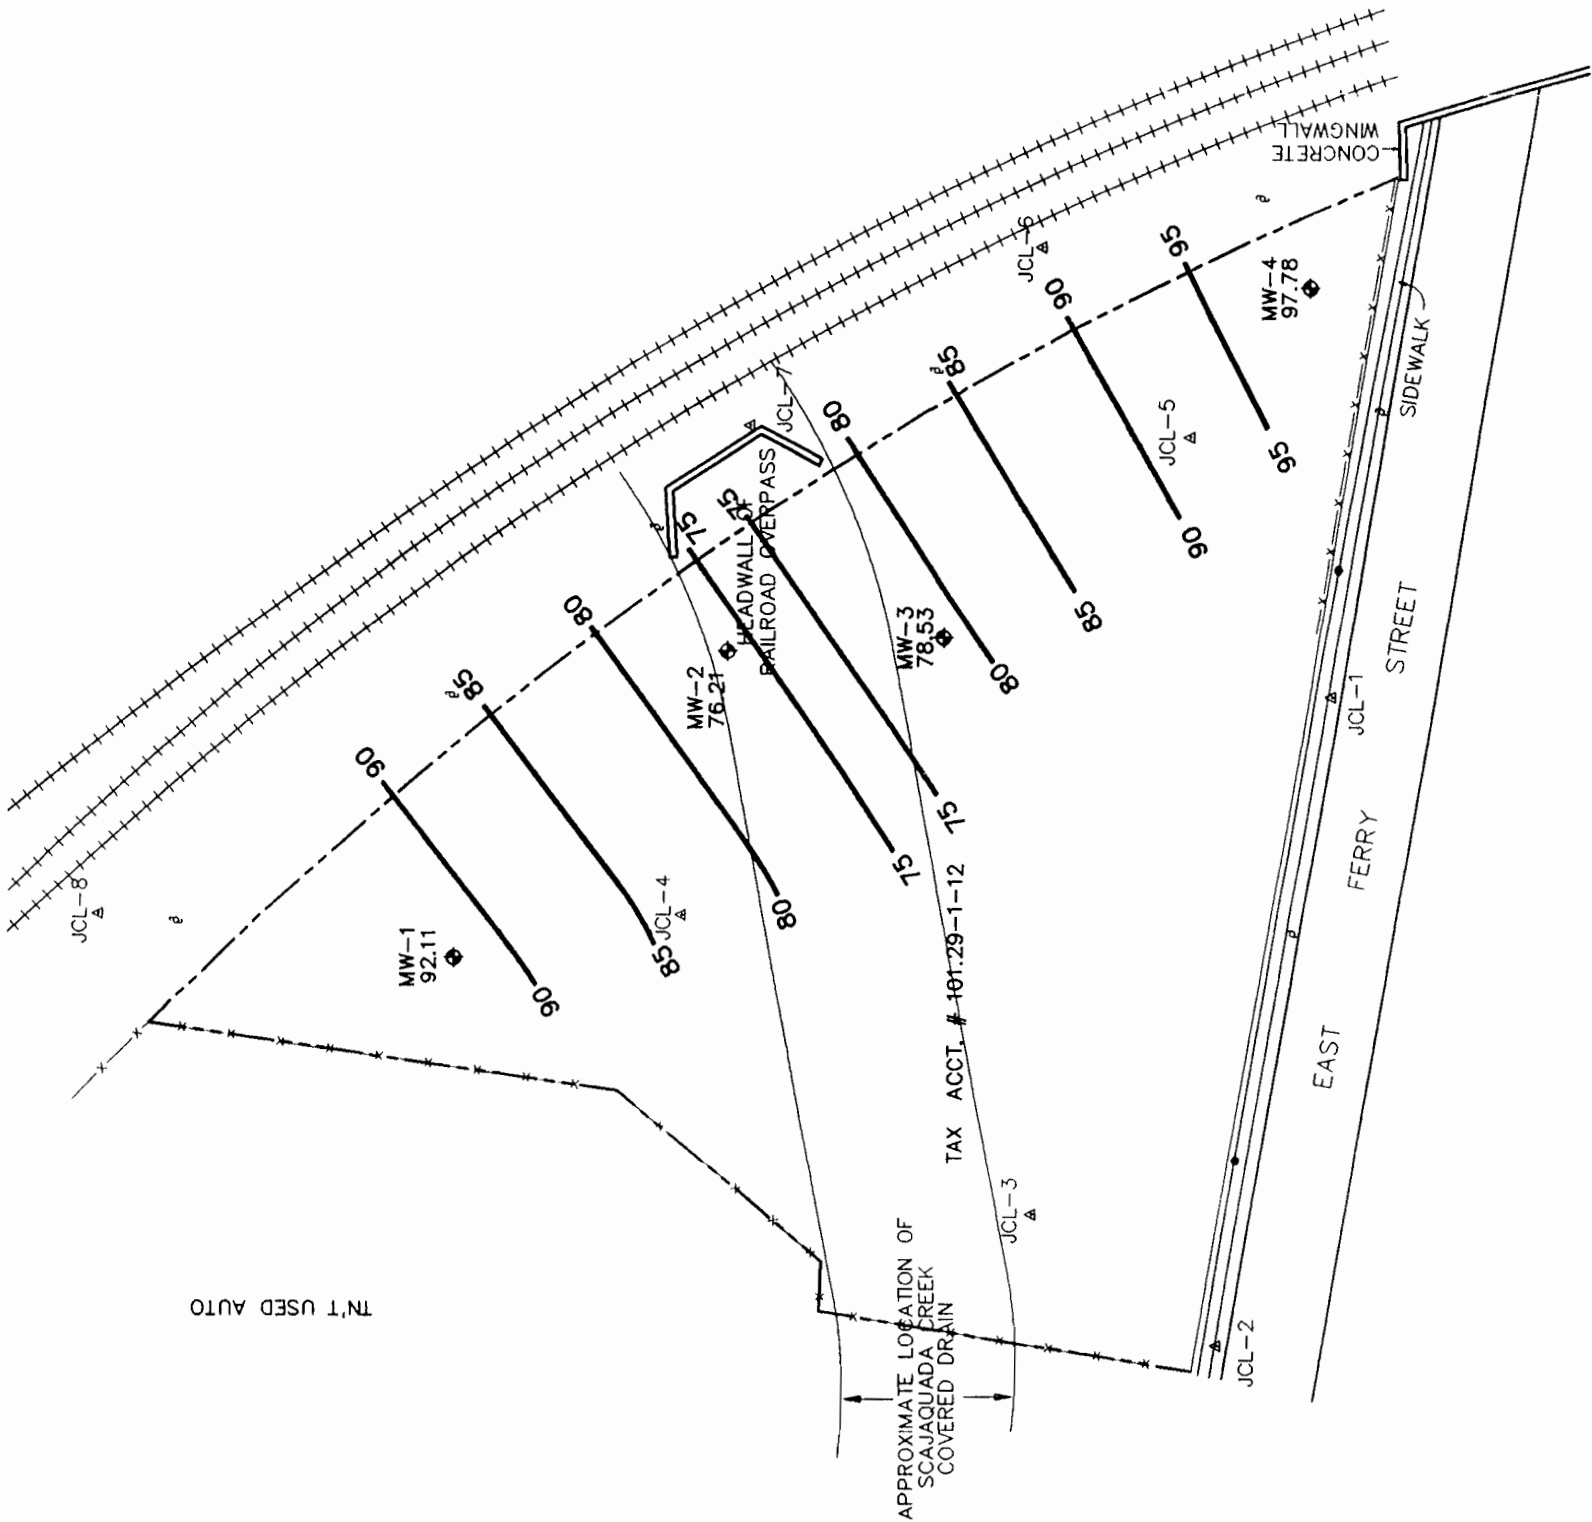 CONCRETE
WINGWALL
JCL-6
95
MW-4
97.78
90
SIDEWALK
85
JCL-7
80
JCL-5
95
90
HEADWALL OF
RAILROAD OVERPASS
75
75
85
80
MW-2
76.21
MW-3
78.53
80
JCL-1
STREET
FERRY
EAST
85
90
JCL-8
MW-1
92.11
JCL-4
85
90
80
75
75
TAX ACCT. # 101.29-1-12
JCL-3
APPROXIMATE LOCATION OF
SCAJAQUADA CREEK
COVERED DRAIN
JCL-2
TN'T USED AUTO